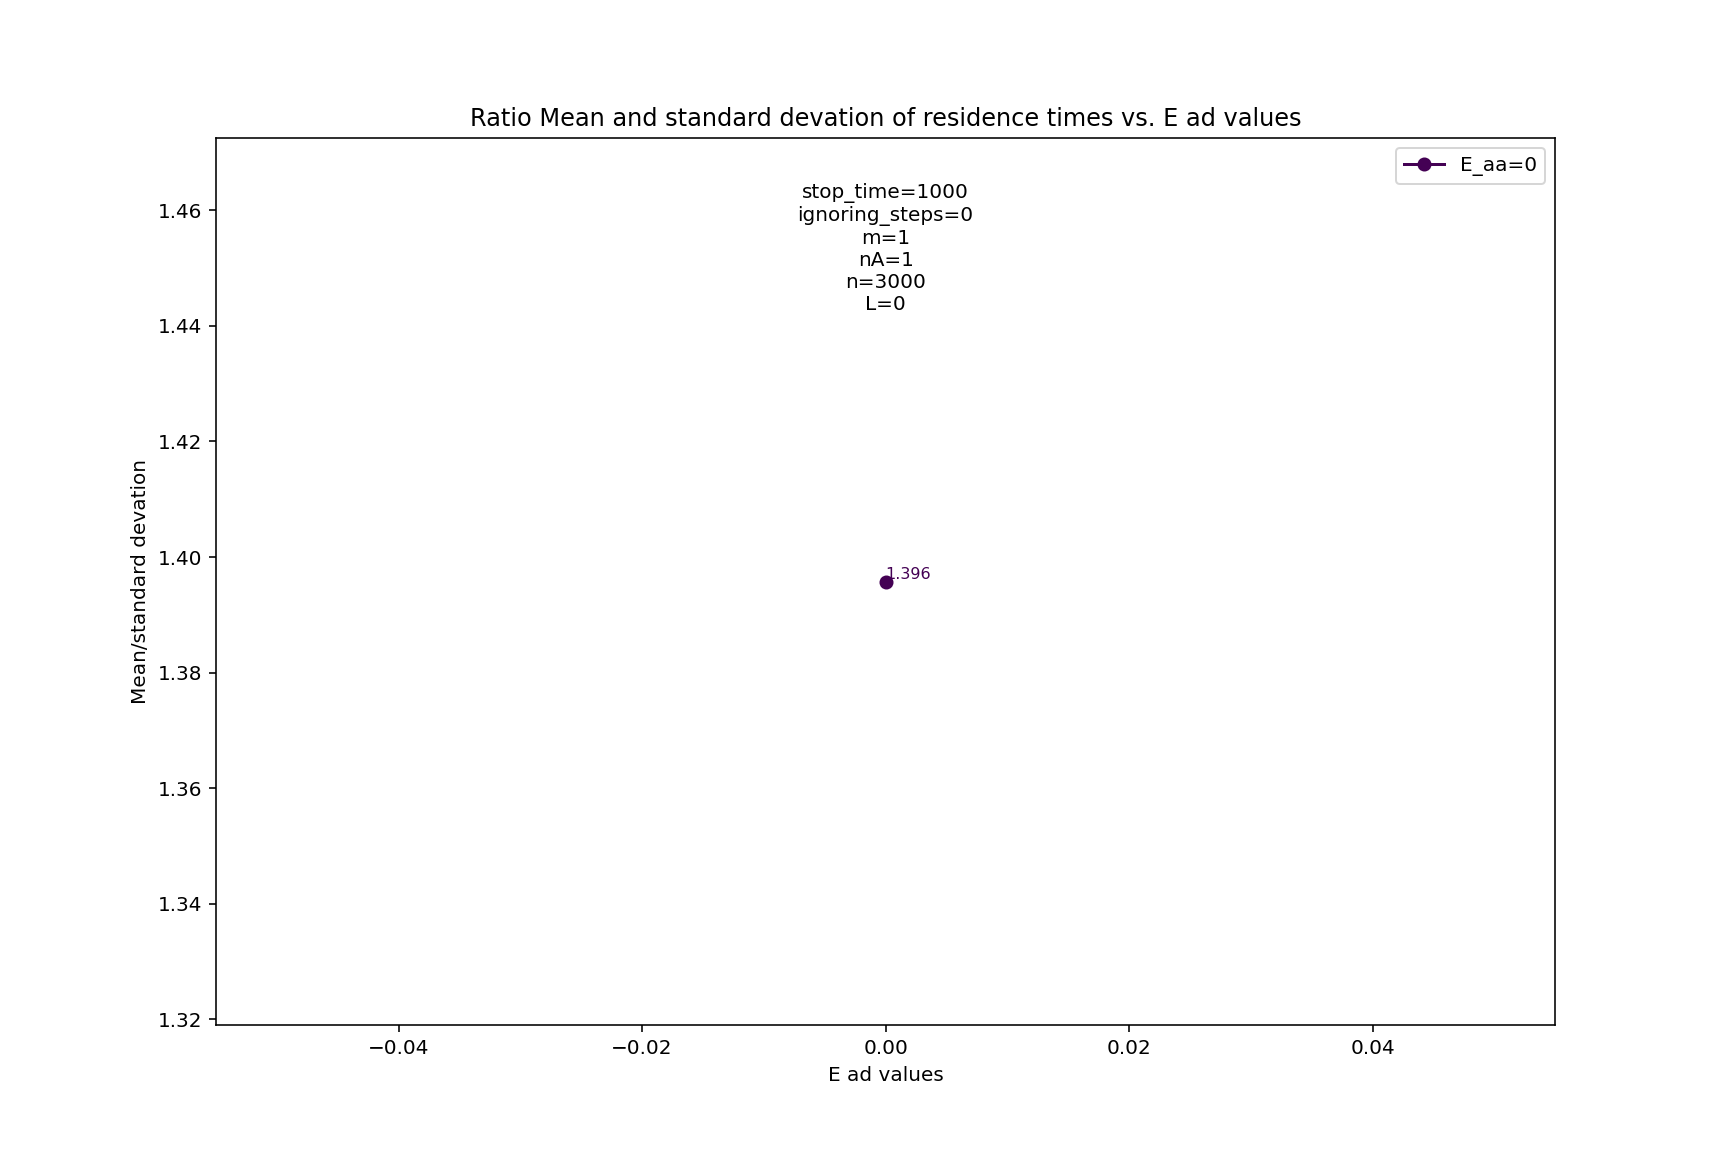 Ratio Mean and standard devation of residence times vs. E ad values
E_aa=0
stop_time=1000
ignoring_steps=0
m=1
nA=1
n=3000
L=0
1.46
1.44
1.42
1.40
1.38
1.36
1.34
1.32
Mean/standard devation
1.396
−0.04
−0.02
0.00
0.02
0.04
E ad values